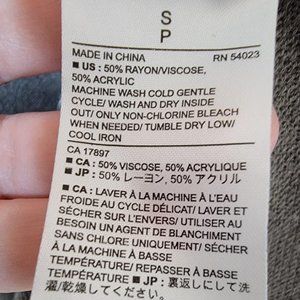 S
P
MADE IN CHINA RN 54023
■ US : 50% RAYON/VISCOSE,
50% ACRYLIC
MACHINE WASH COLD GENTLE
CYCLE/ WASH AND DRY INSIDE
OUT/ ONLY NON-CHLORINE BLEACH
WHEN NEEDED/ TUMBLE DRY LOW/
COOL IRON
CA 17897
■ CA : 50% VISCOSE, 50% ACRYLIQUE
■ JP : 50% レーヨン, 50% アクリル
■ CA : LAVER À LA MACHINE À L'EAU
FROIDE AU CYCLE DÉLICAT/ LAVER ET
SÉCHER SUR L'ENVERS/ UTILISER AU
BESOIN UN AGENT DE BLANCHIMENT
SANS CHLORE UNIQUEMENT/ SÉCHER
À LA MACHINE À BASSE
TEMPÉRATURE/ REPASSER À BASSE
TEMPÉRATURE ■ JP : 裏返しにして洗
濯/乾燥してください